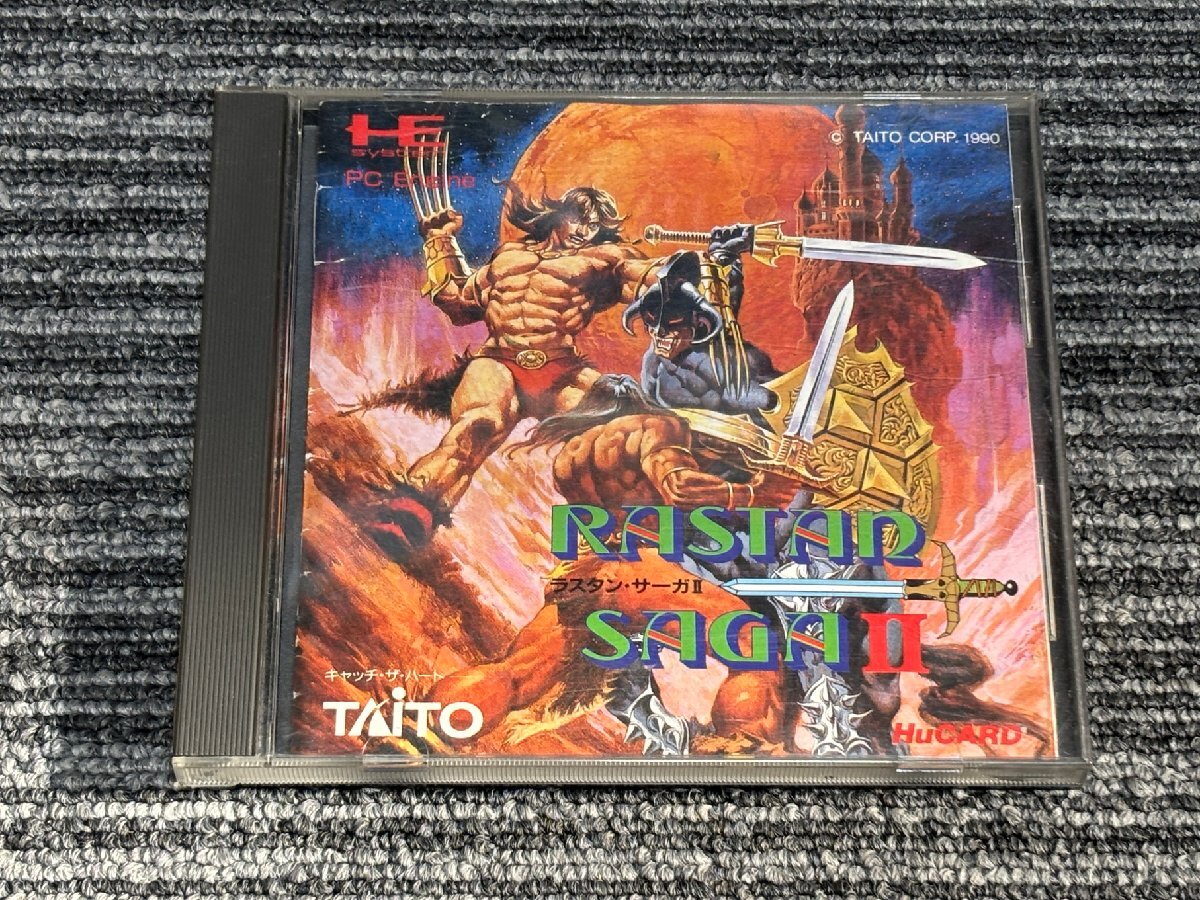 HE
system
PC Engine
© TAITO CORP. 1990
RASTAN
ラスタン・サーガⅡ
SAGA II
キャッチ・ザ・ハート
TAITO
HuCARD